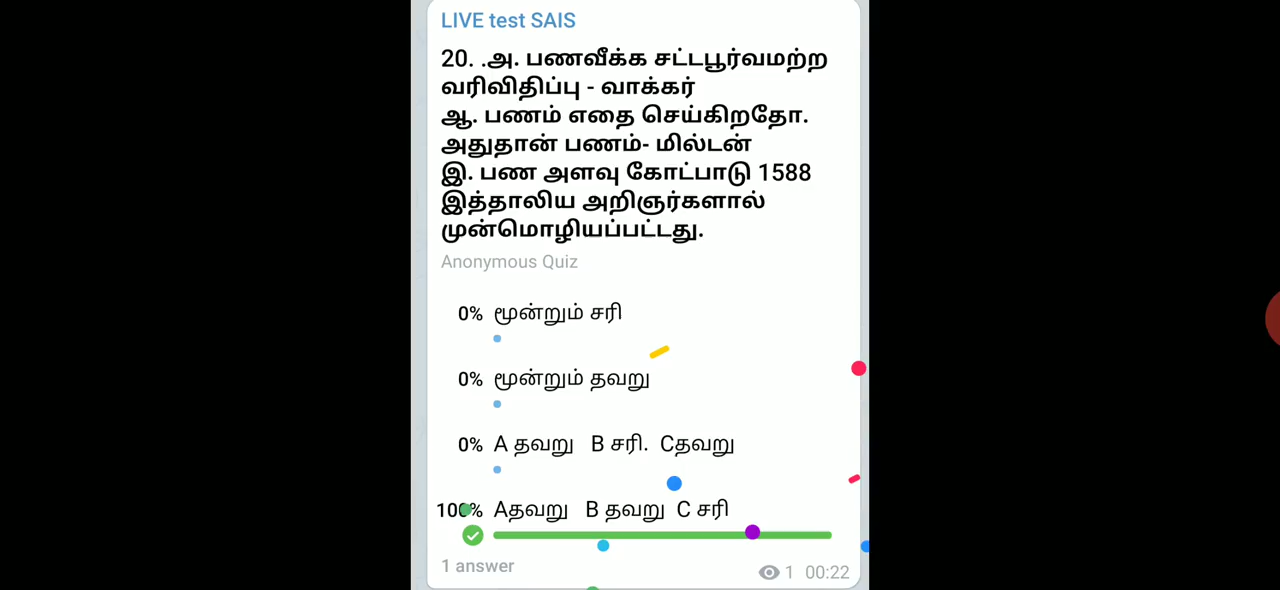 LIVE test SAIS
20. .அ. பணவீக்க சட்டபூர்வமற்ற
வரிவிதிப்பு - வாக்கர்
ஆ. பணம் எதை செய்கிறதோ.
அதுதான் பணம்- மில்டன்
இ. பண அளவு கோட்பாடு 1588
இத்தாலிய அறிஞர்களால்
முன்மொழியப்பட்டது.
Anonymous Quiz
0% மூன்றும் சரி
0% மூன்றும் தவறு
0% A தவறு B சரி. Cதவறு
100% Aதவறு B தவறு C சரி
1 answer
1 00:22